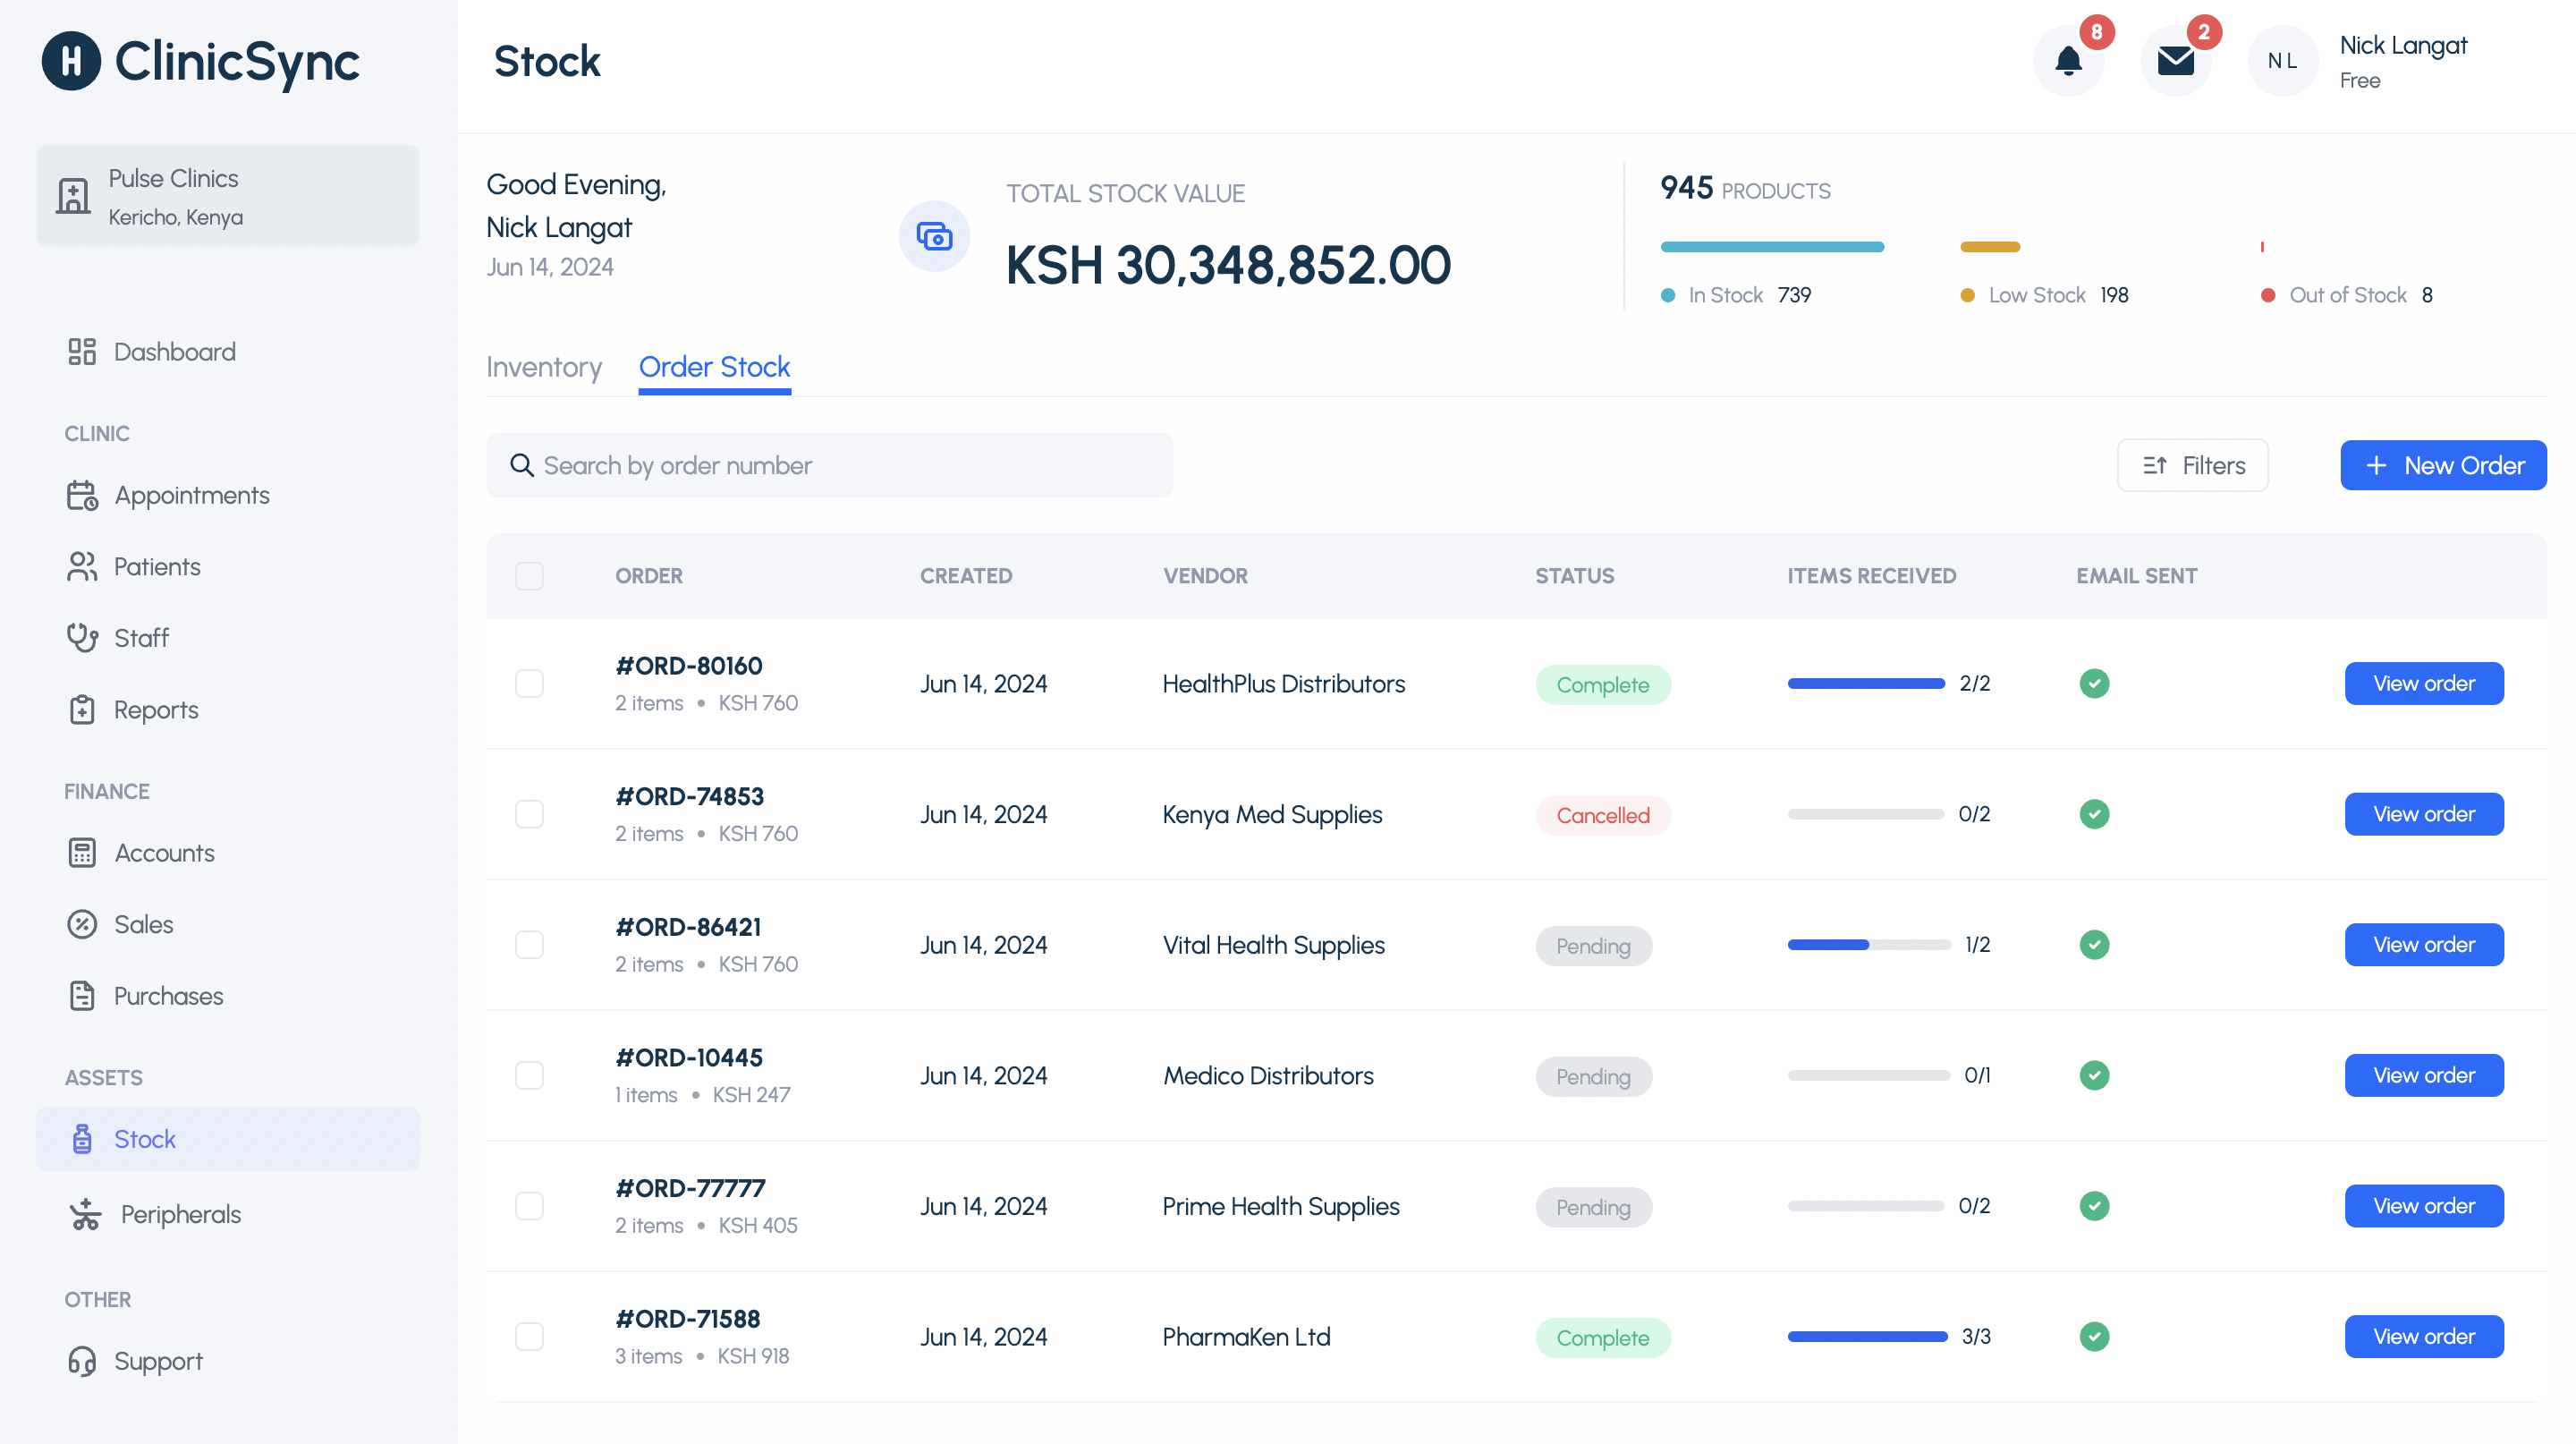 ClinicSync
Pulse Clinics
Kericho, Kenya
Dashboard
CLINIC
Appointments
Patients
Staff
Reports
FINANCE
Accounts
Sales
Purchases
ASSETS
Stock
Peripherals
OTHER
Support
Stock
8
2
N L
Nick Langat
Free
Good Evening,
Nick Langat
Jun 14, 2024
TOTAL STOCK VALUE
KSH 30,348,852.00
945 PRODUCTS
In Stock 739
Low Stock 198
Out of Stock 8
Inventory
Order Stock
Search by order number
Filters
+ New Order
ORDER CREATED VENDOR STATUS ITEMS RECEIVED EMAIL SENT
#ORD-80160
2 items • KSH 760
Jun 14, 2024
HealthPlus Distributors
Complete
2/2
View order
#ORD-74853
2 items • KSH 760
Jun 14, 2024
Kenya Med Supplies
Cancelled
0/2
View order
#ORD-86421
2 items • KSH 760
Jun 14, 2024
Vital Health Supplies
Pending
1/2
View order
#ORD-10445
1 items • KSH 247
Jun 14, 2024
Medico Distributors
Pending
0/1
View order
#ORD-77777
2 items • KSH 405
Jun 14, 2024
Prime Health Supplies
Pending
0/2
View order
#ORD-71588
3 items • KSH 918
Jun 14, 2024
PharmaKen Ltd
Complete
3/3
View order